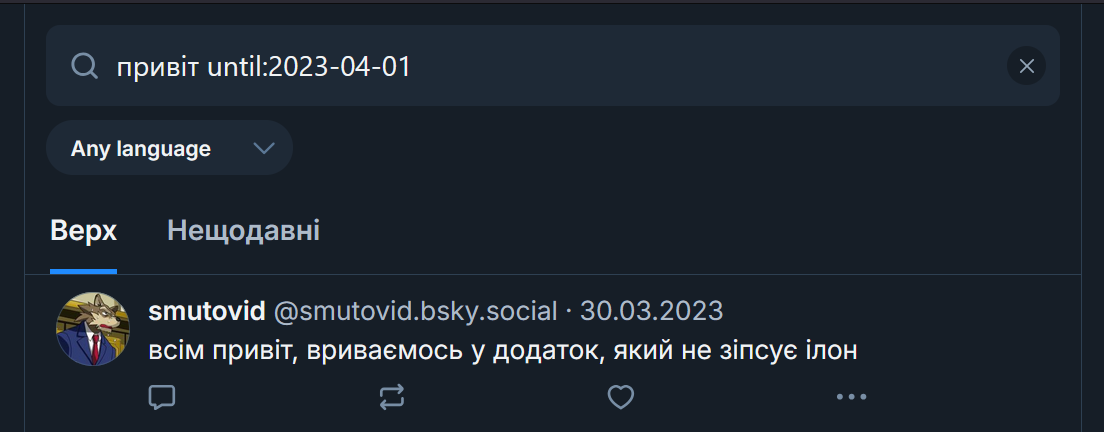 привіт until:2023-04-01
Any language
Верх Нещодавні
smutovid @smutovid.bsky.social · 30.03.2023
всім привіт, вриваємось у додаток, який не зіпсує ілон